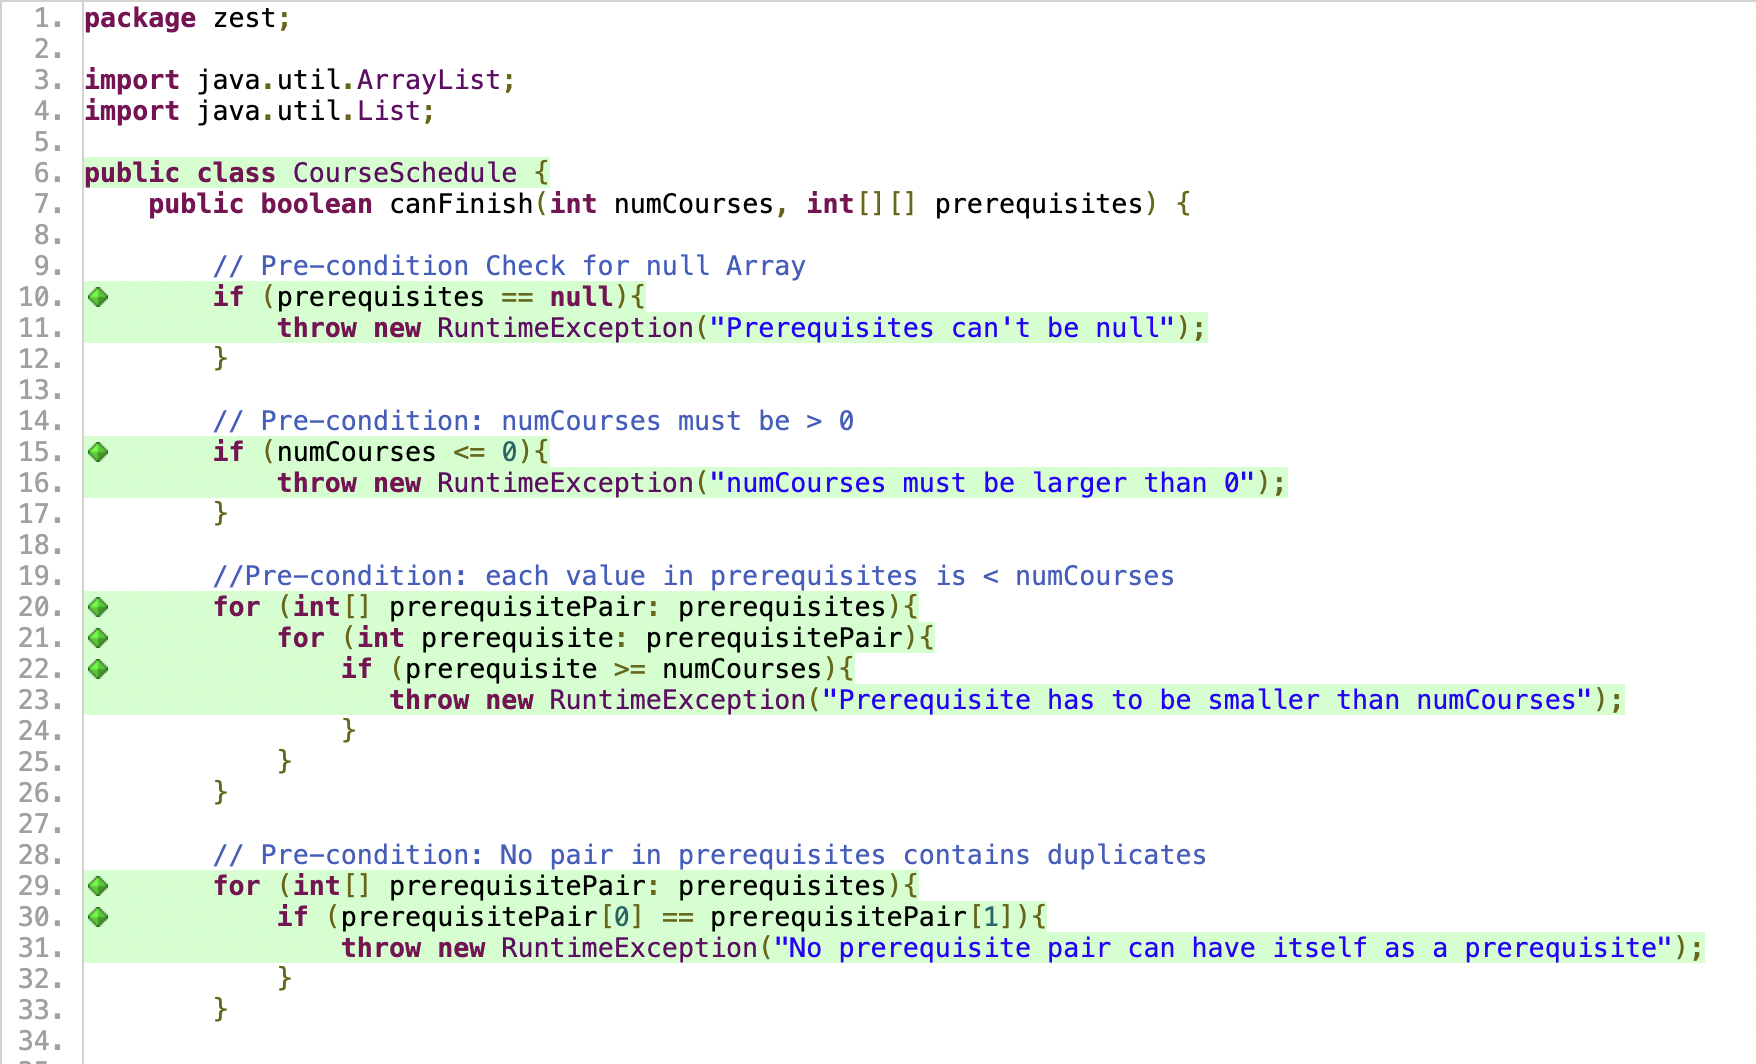 1. package zest;
2.
3. import java.util.ArrayList;
4. import java.util.List;
5.
6. public class CourseSchedule {
7.     public boolean canFinish(int numCourses, int[][] prerequisites) {
8.
9.         // Pre-condition Check for null Array
10.         if (prerequisites == null){
11.             throw new RuntimeException("Prerequisites can't be null");
12.         }
13.
14.         // Pre-condition: numCourses must be > 0
15.         if (numCourses <= 0){
16.             throw new RuntimeException("numCourses must be larger than 0");
17.         }
18.
19.         //Pre-condition: each value in prerequisites is < numCourses
20.         for (int[] prerequisitePair: prerequisites){
21.             for (int prerequisite: prerequisitePair){
22.                 if (prerequisite >= numCourses){
23.                    throw new RuntimeException("Prerequisite has to be smaller than numCourses");
24.                 }
25.             }
26.         }
27.
28.         // Pre-condition: No pair in prerequisites contains duplicates
29.         for (int[] prerequisitePair: prerequisites){
30.             if (prerequisitePair[0] == prerequisitePair[1]){
31.                 throw new RuntimeException("No prerequisite pair can have itself as a prerequisite");
32.             }
33.         }
34.